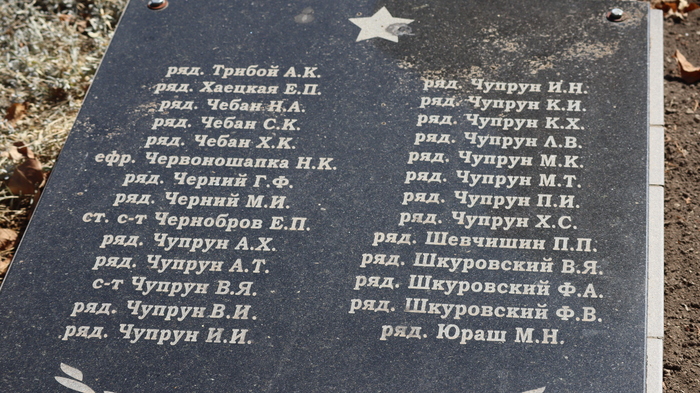 ряд. Трибой А.К.
ряд. Хаецкая Е.П.
ряд. Чебан Н.А.
ряд. Чебан С.К.
ряд. Чебан Х.К.
ефр. Червоношапка Н.К.
ряд. Черний Г.Ф.
ряд. Черний М.И.
ст. с-т Чернобров Е.П.
ряд. Чупрун А.Х.
ряд. Чупрун А.Т.
с-т Чупрун В.Я.
ряд. Чупрун В.И.
ряд. Чупрун И.И.
ряд. Чупрун И.Н.
ряд. Чупрун К.И.
ряд. Чупрун К.Х.
ряд. Чупрун Л.В.
ряд. Чупрун М.К.
ряд. Чупрун М.Т.
ряд. Чупрун П.И.
ряд. Чупрун Х.С.
ряд. Шевчишин П.П.
ряд. Шкуровский В.Я.
ряд. Шкуровский Ф.А.
ряд. Шкуровский Ф.В.
ряд. Юраш М.Н.